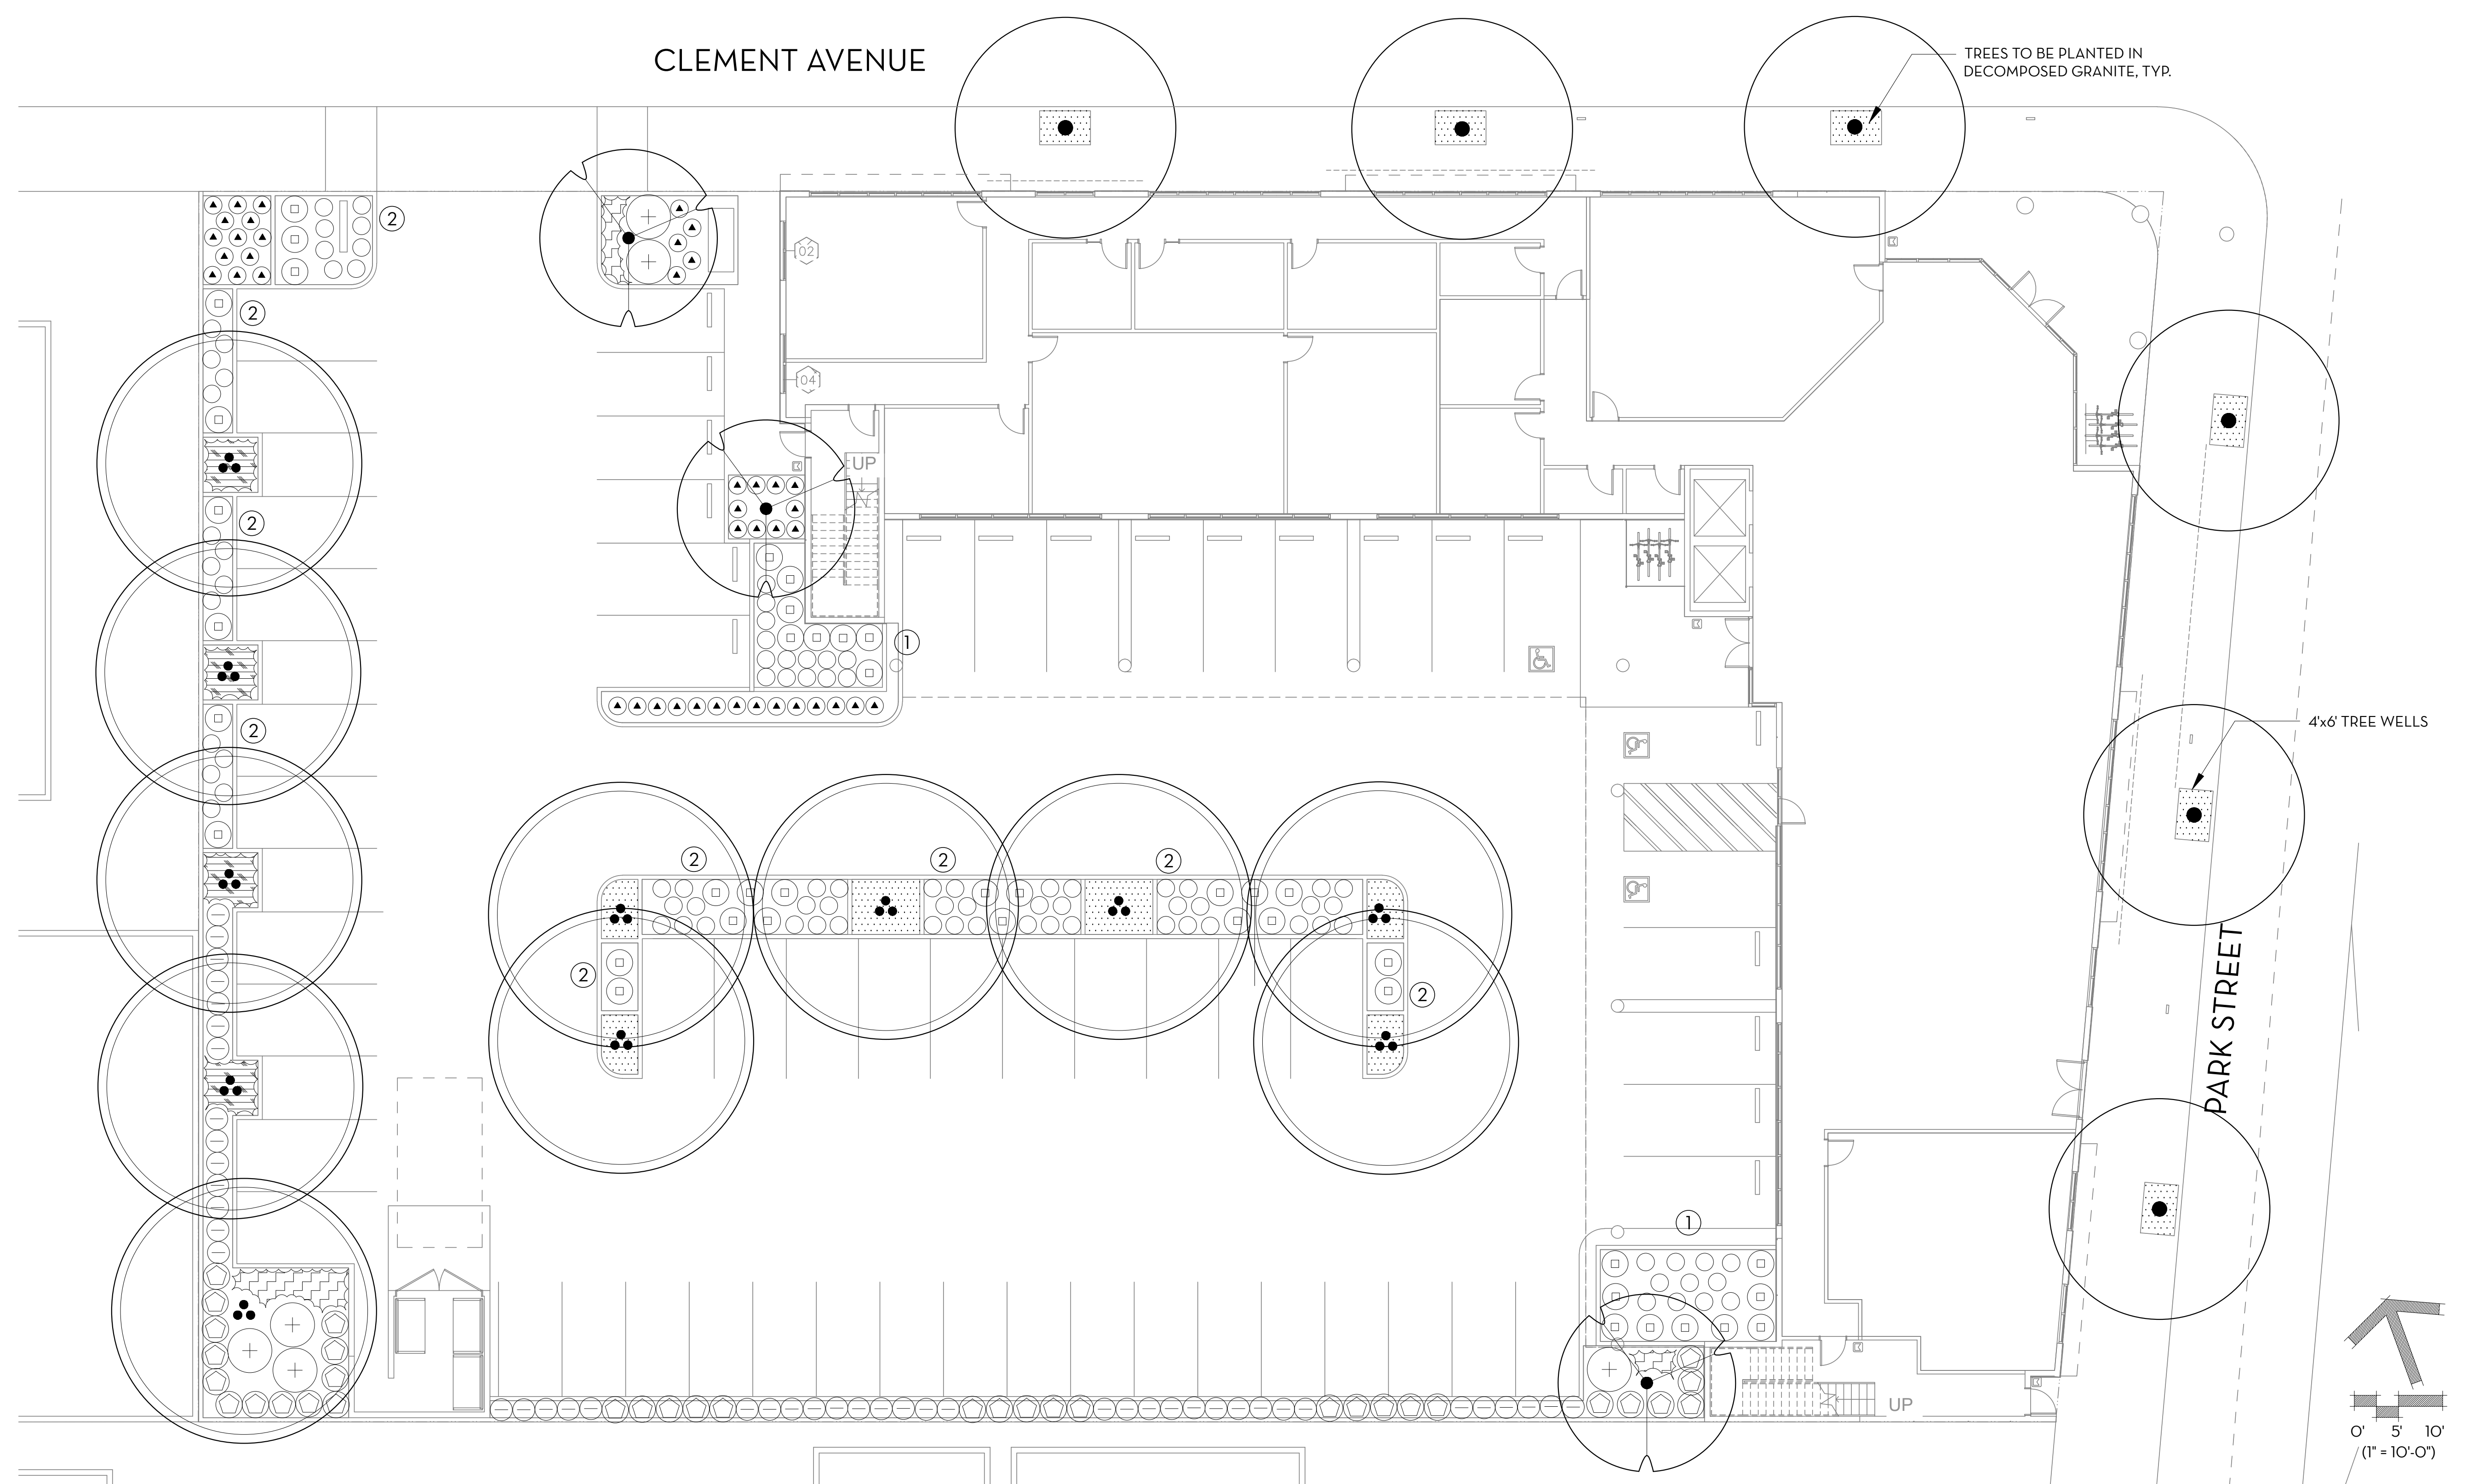 CLEMENT AVENUE
TREES TO BE PLANTED IN
DECOMPOSED GRANITE, TYP.
2
02
2
04
UP
2
1
2
4'x6' TREE WELLS
2
2
2
2
2
PARK STREET
1
UP
0' 5' 10'
(1" = 10'-0")